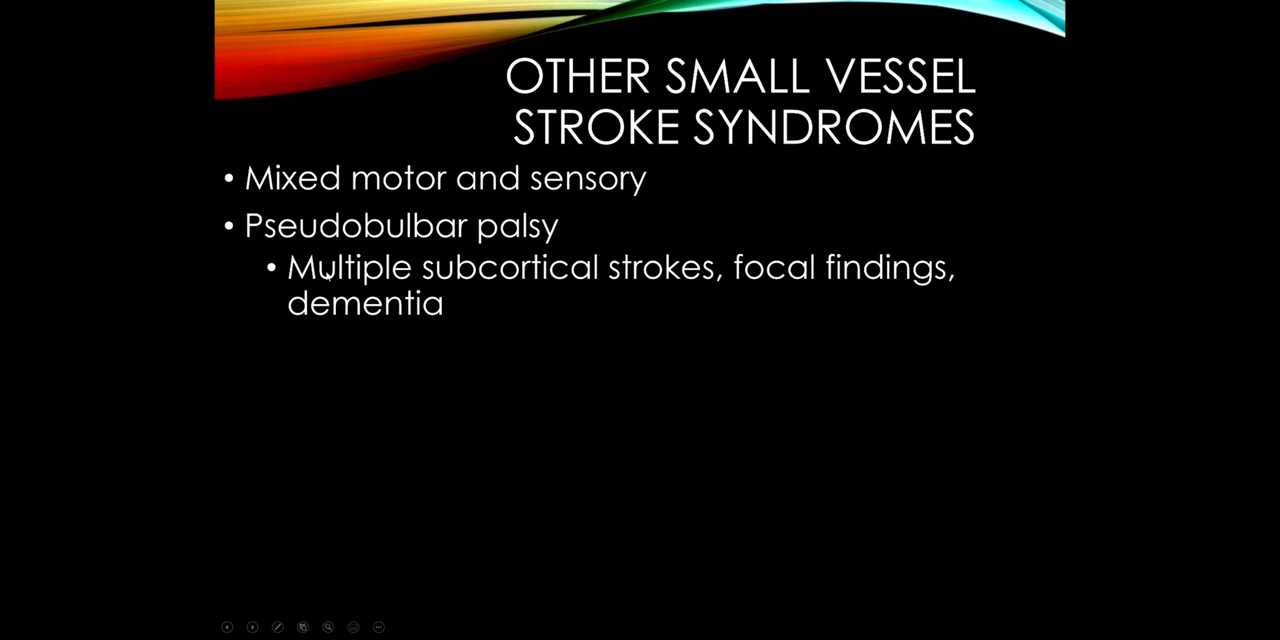 OTHER SMALL VESSEL
STROKE SYNDROMES
• Mixed motor and sensory
• Pseudobulbar palsy
• Multiple subcortical strokes, focal findings,
dementia